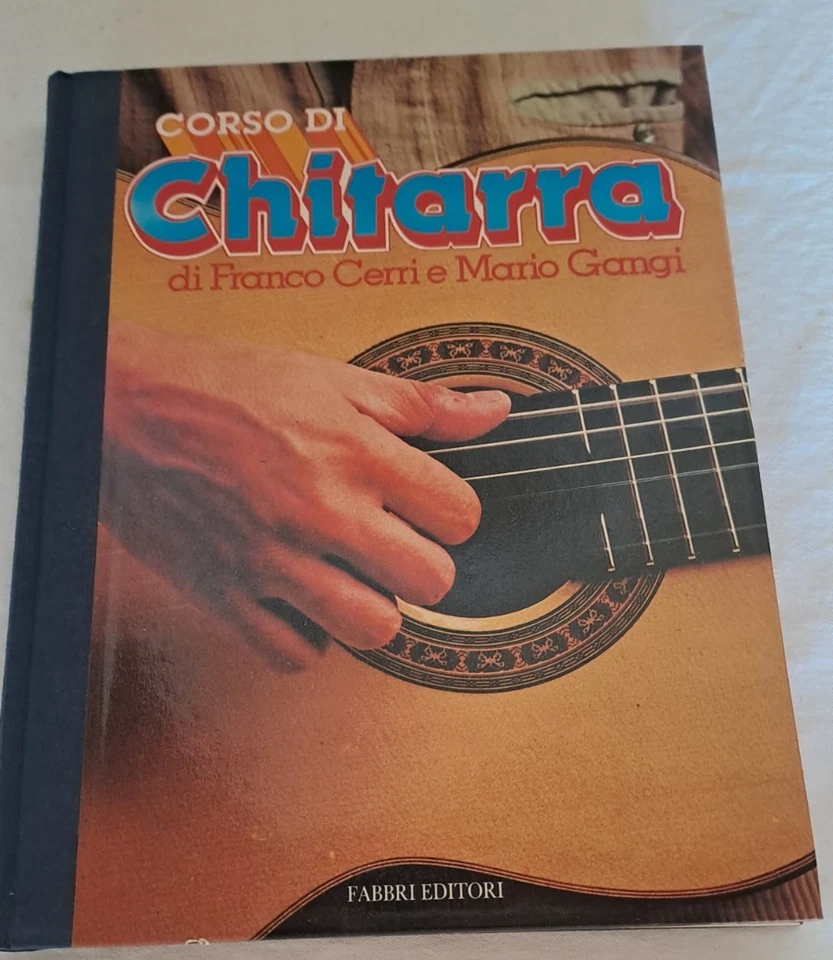 CORSO DI
Chitarra
di Franco Cerri e Mario Gangi
FABBRI EDITORI